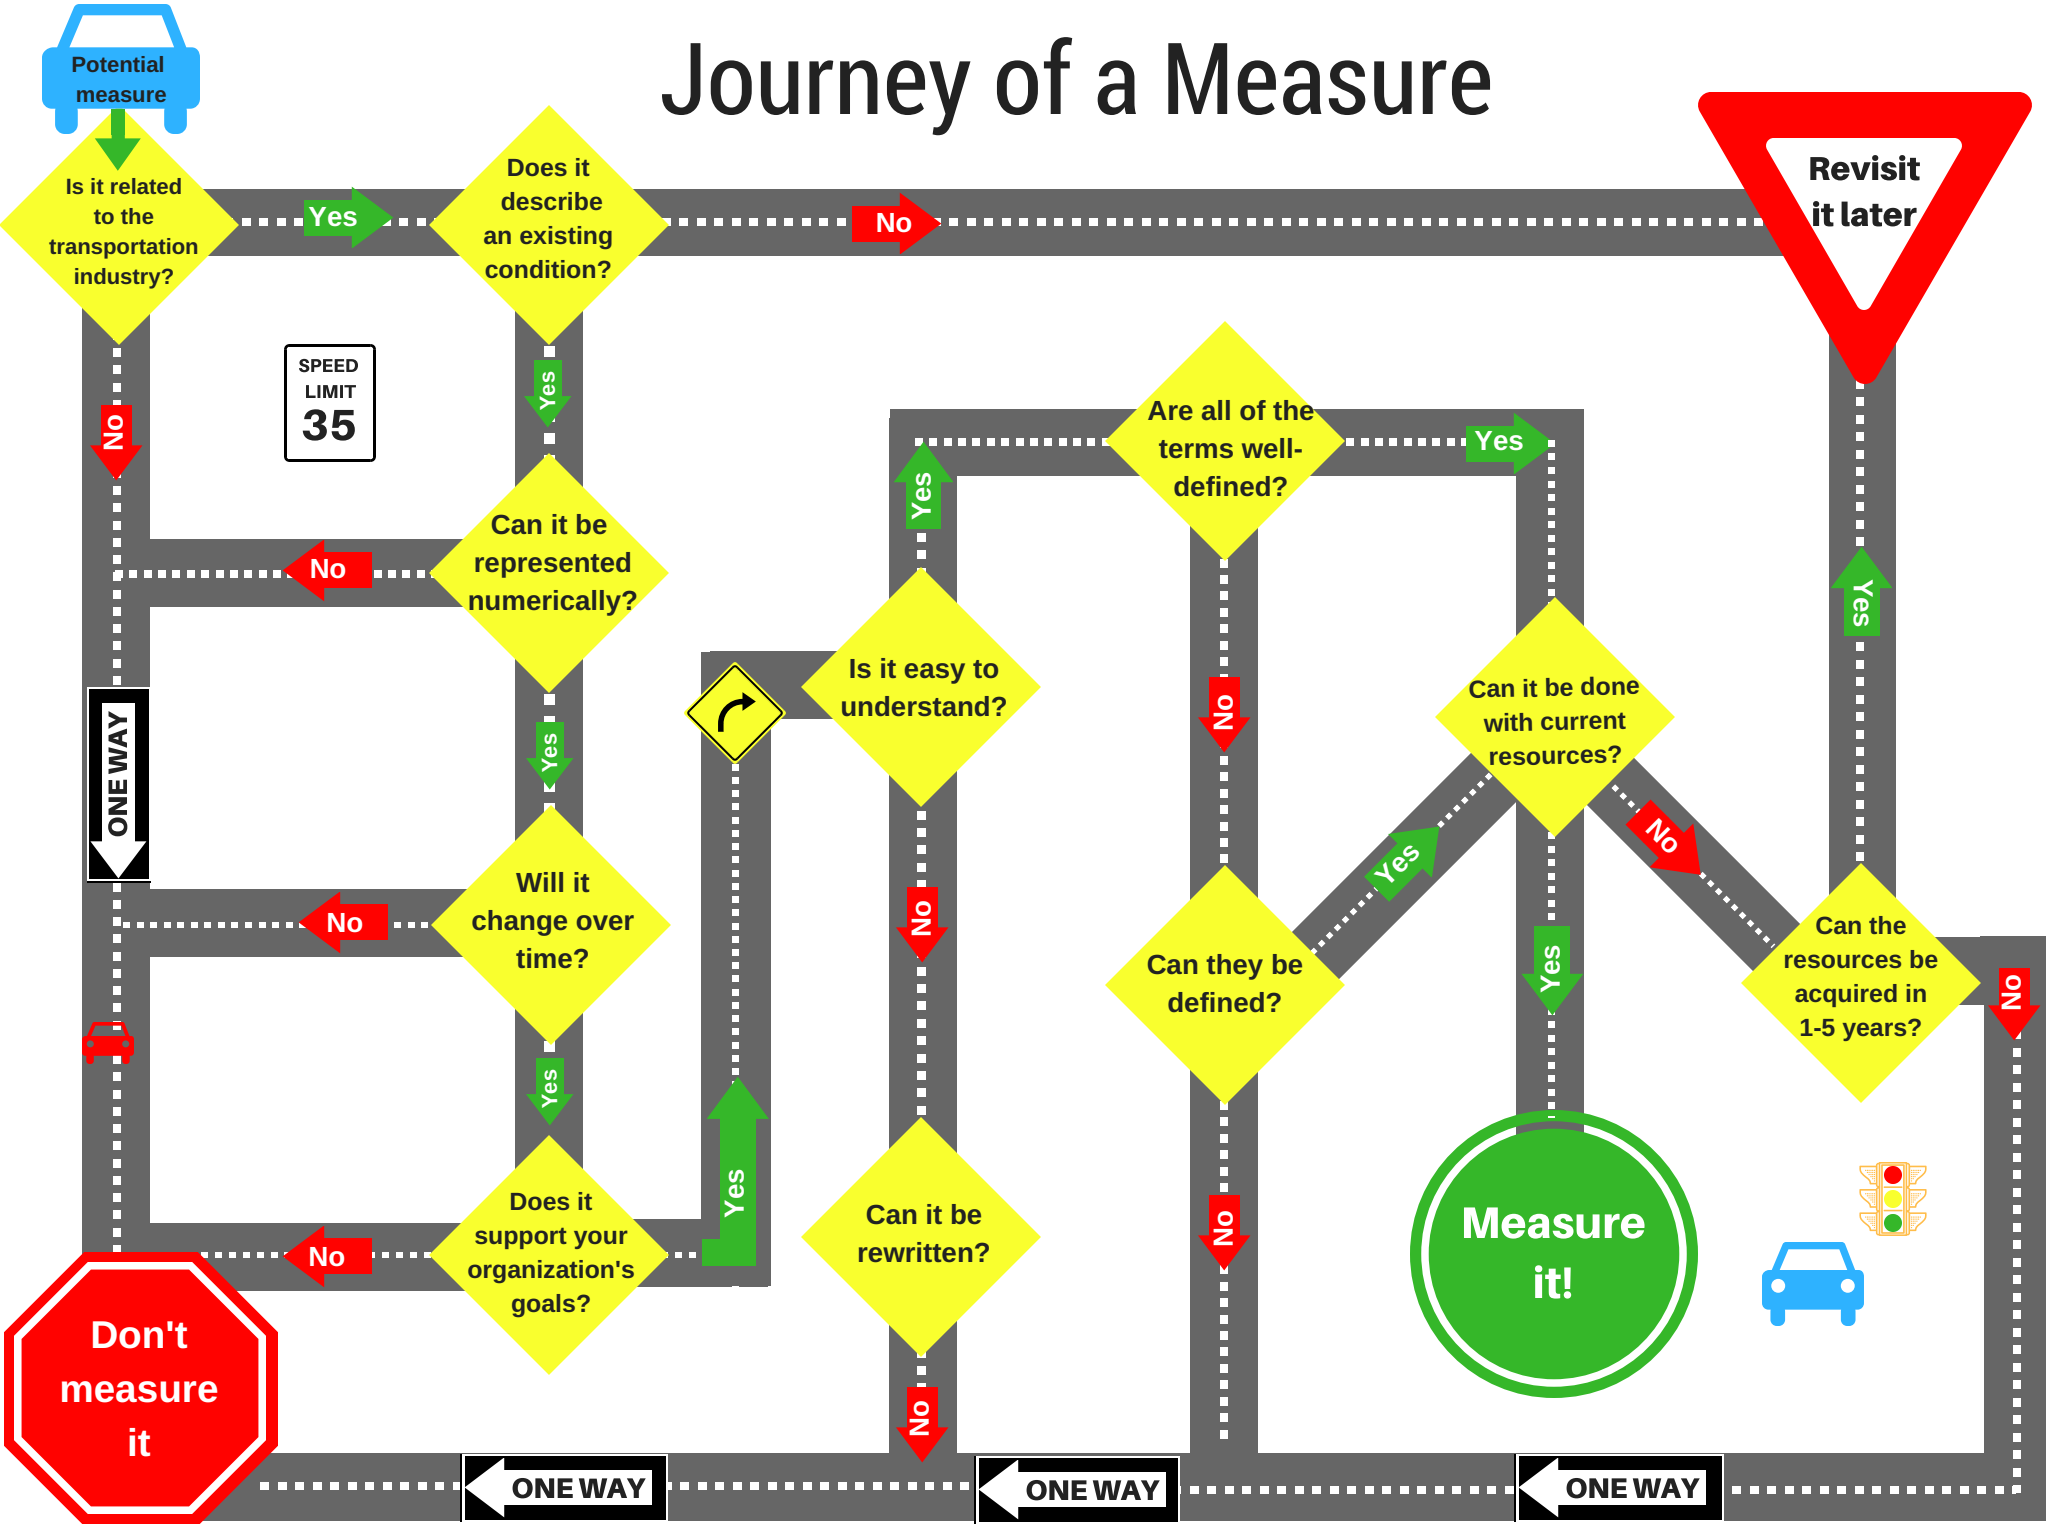 Journey of a Measure
Potential
measure
Is it related
to the
transportation
industry?
Yes
Does it
describe
an existing
condition?
No
Revisit
it later
No
SPEED
LIMIT
35
Yes
Can it be
represented
numerically?
No
Yes
ONE WAY
Will it
change over
time?
No
Yes
Does it
support your
organization's
goals?
No
Yes
Don't
measure
it
Is it easy to
understand?
Yes
No
Can it be
rewritten?
No
Are all of the
terms well-
defined?
Yes
No
Can they be
defined?
Yes
No
Can it be done
with current
resources?
No
Yes
Can the
resources be
acquired in
1-5 years?
Yes
No
Measure
it!
ONE WAY
ONE WAY
ONE WAY